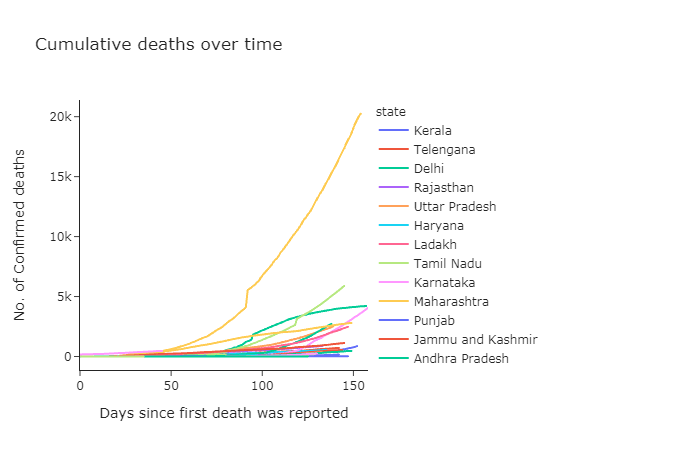 Cumulative deaths over time
state
20k
15k
10k
5k
0
No. of Confirmed deaths
0 50 100 150
Days since first death was reported
Kerala
Telengana
Delhi
Rajasthan
Uttar Pradesh
Haryana
Ladakh
Tamil Nadu
Karnataka
Maharashtra
Punjab
Jammu and Kashmir
Andhra Pradesh